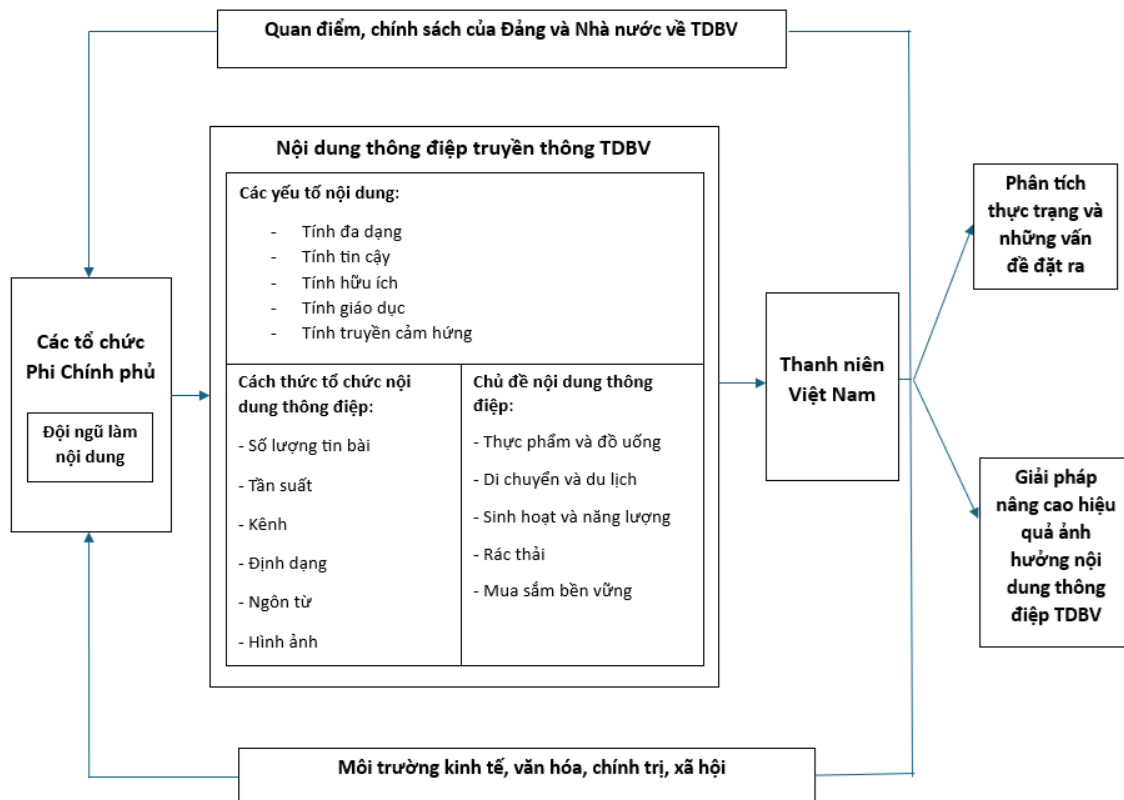 Quan điểm, chính sách của Đảng và Nhà nước về TDBV
Nội dung thông điệp truyền thông TDBV
Các yếu tố nội dung:
- Tính đa dạng
- Tính tin cậy
- Tính hữu ích
- Tính giáo dục
- Tính truyền cảm hứng
Các tổ chức
Phi Chính phủ
Đội ngũ làm
nội dung
Cách thức tổ chức nội
dung thông điệp:
- Số lượng tin bài
- Tần suất
- Kênh
- Định dạng
- Ngôn từ
- Hình ảnh
Chủ đề nội dung thông
điệp:
- Thực phẩm và đồ uống
- Di chuyển và du lịch
- Sinh hoạt và năng lượng
- Rác thải
- Mua sắm bền vững
Thanh niên
Việt Nam
Phân tích
thực trạng và
những vấn
đề đặt ra
Giải pháp
nâng cao hiệu
quả ảnh
hưởng nội
dung thông
điệp TDBV
Môi trường kinh tế, văn hóa, chính trị, xã hội